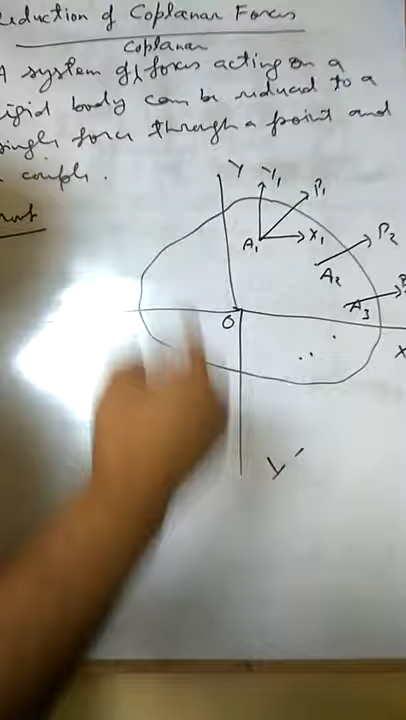 Reduction of Coplanar Forces
Coplanar
A system of forces acting on a
rigid body can be reduced to a
single force through a point and
a couple.
Y Y₁ P₁
A₁ X₁ P₂
A₂
A₃
O
X
Y'